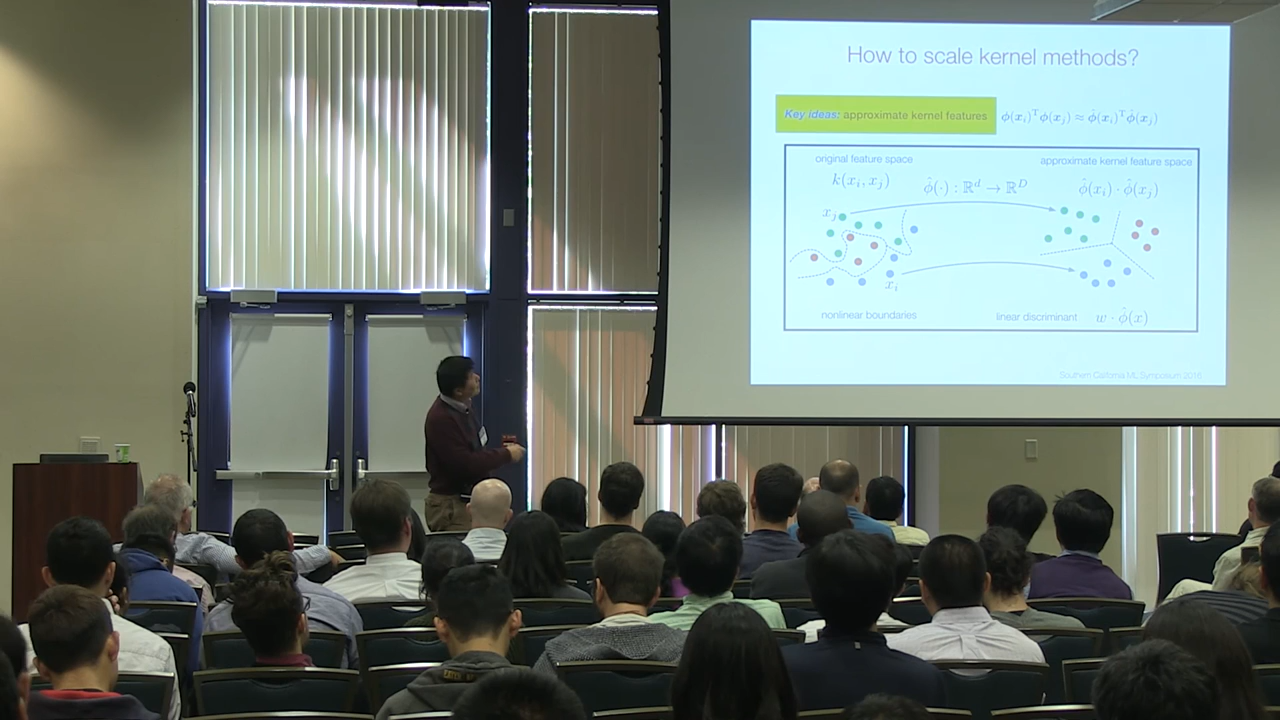 How to scale kernel methods?
Key ideas: approximate kernel features
ϕ(xᵢ)ᵀϕ(xⱼ) ≈ ϕ̂(xᵢ)ᵀϕ̂(xⱼ)
original feature space
approximate kernel feature space
k(xᵢ, xⱼ)
ϕ̂(·) : ℝᵈ → ℝᴰ
ϕ̂(xᵢ) · ϕ̂(xⱼ)
xⱼ
xᵢ
nonlinear boundaries
linear discriminant
w · ϕ̂(x)
Southern California ML Symposium 2016